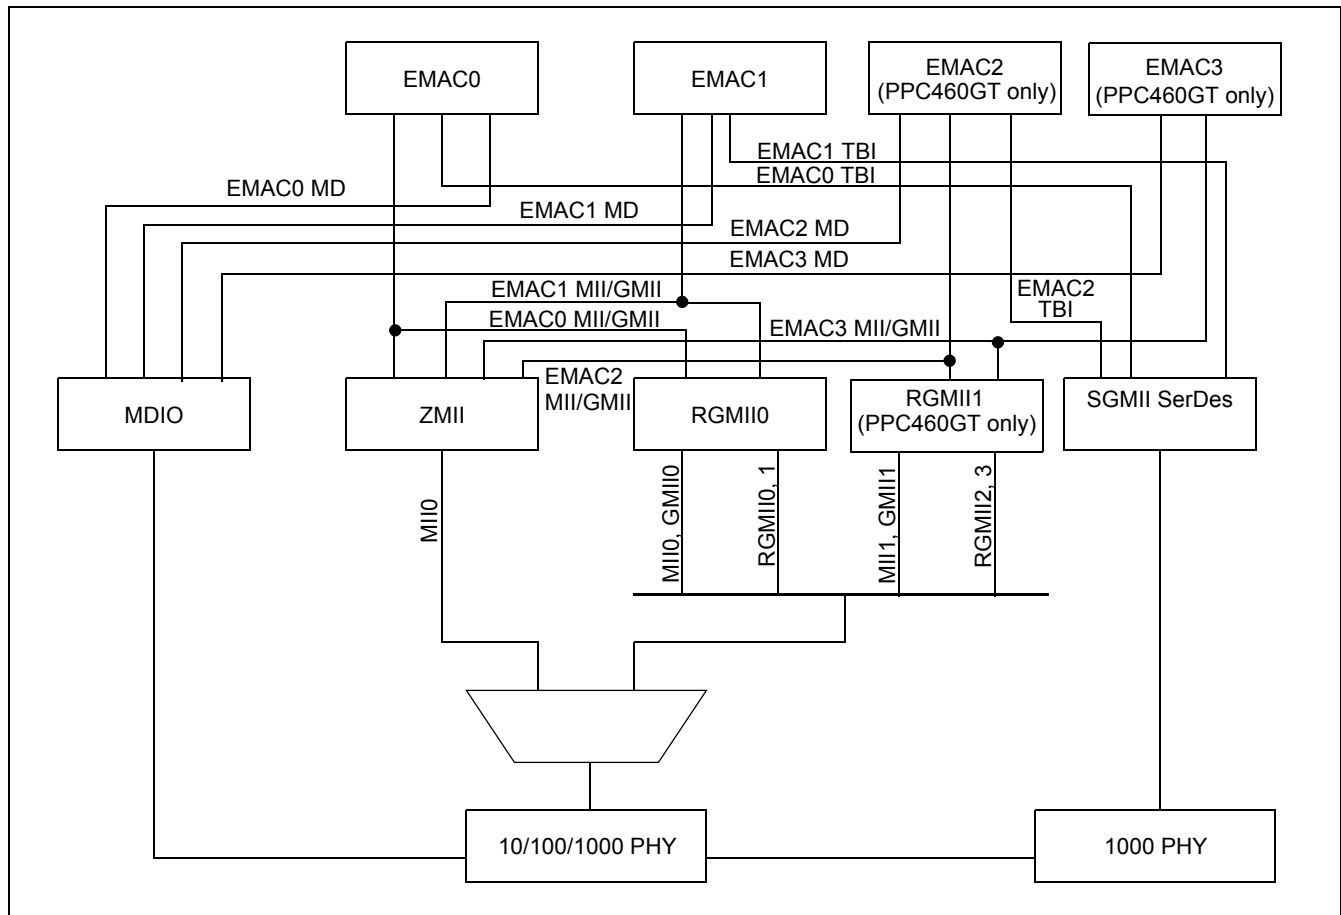 EMAC0
EMAC1
EMAC2
(PPC460GT only)
EMAC3
(PPC460GT only)
EMAC1 TBI
EMAC0 TBI
EMAC0 MD
EMAC1 MD
EMAC2 MD
EMAC3 MD
EMAC1 MII/GMII
EMAC0 MII/GMII
EMAC2
TBI
EMAC3 MII/GMII
EMAC2
MII/GMII
MDIO
ZMII
RGMII0
RGMII1
(PPC460GT only)
SGMII SerDes
MII0
MII0, GMII0
RGMII0, 1
MII1, GMII1
RGMII2, 3
10/100/1000 PHY
1000 PHY